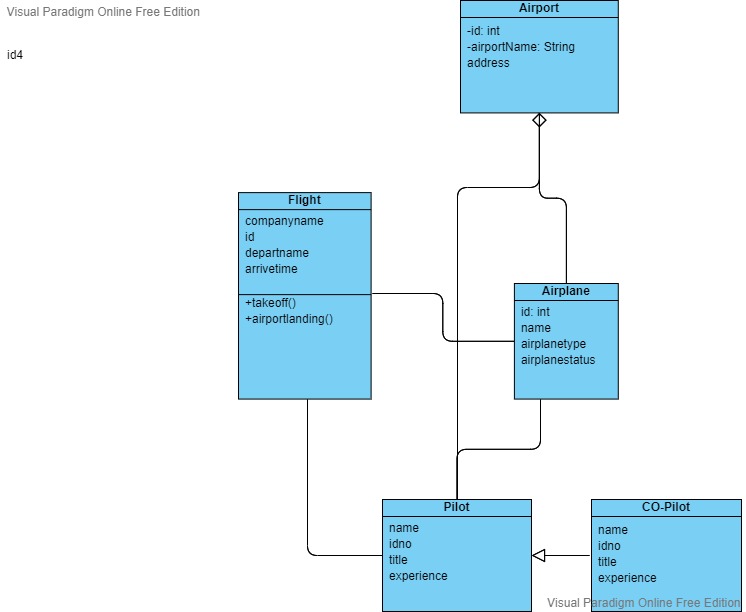 Visual Paradigm Online Free Edition
id4
Airport
-id: int
-airportName: String
address
Flight
companyname
id
departname
arrivetime
+takeoff()
+airportlanding()
Airplane
id: int
name
airplanetype
airplanestatus
Pilot
name
idno
title
experience
CO-Pilot
name
idno
title
experience
Visual Paradigm Online Free Edition